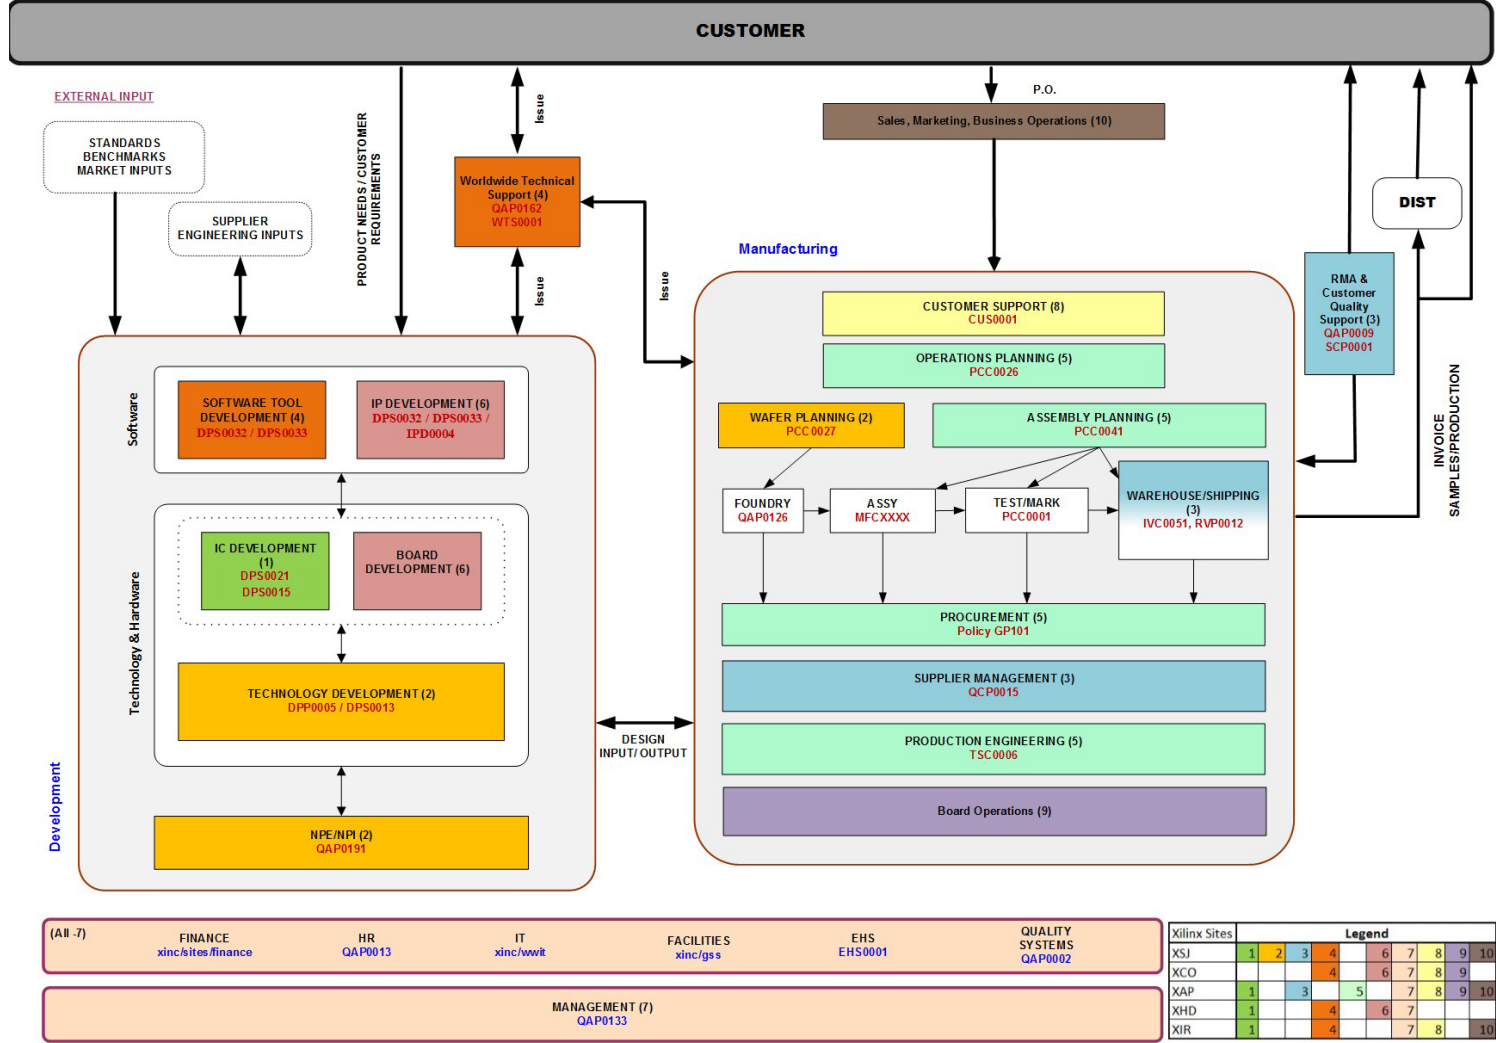 CUSTOMER
EXTERNAL INPUT
STANDARDS
BENCHMARKS
MARKET INPUTS
SUPPLIER
ENGINEERING INPUTS
PRODUCT NEEDS / CUSTOMER
REQUIREMENTS
Issue
Worldwide Technical
Support (4)
QAP0162
WTS0001
Issue
Issue
P.O.
Sales, Marketing, Business Operations (10)
DIST
RMA &
Customer
Quality
Support (3)
QAP0009
SCP0001
INVOICE
SAMPLES/PRODUCTION
Development
Software
SOFTWARE TOOL
DEVELOPMENT (4)
DPS0032 / DPS0033
IP DEVELOPMENT (6)
DPS0032 / DPS0033 /
IPD0004
Technology & Hardware
IC DEVELOPMENT
(1)
DPS0021
DPS0015
BOARD
DEVELOPMENT (6)
TECHNOLOGY DEVELOPMENT (2)
DPP0005 / DPS0013
NPE/NPI (2)
QAP0191
DESIGN
INPUT/ OUTPUT
Manufacturing
CUSTOMER SUPPORT (8)
CUS0001
OPERATIONS PLANNING (5)
PCC0026
WAFER PLANNING (2)
PCC0027
ASSEMBLY PLANNING (5)
PCC0041
FOUNDRY
QAP0126
ASSY
MFCXXXX
TEST/MARK
PCC0001
WAREHOUSE/SHIPPING
(3)
IVC0051, RVP0012
PROCUREMENT (5)
Policy GP101
SUPPLIER MANAGEMENT (3)
QCP0015
PRODUCTION ENGINEERING (5)
TSC0006
Board Operations (9)
(All -7)
FINANCE
xinc/sites/finance
HR
QAP0013
IT
xinc/wwit
FACILITIES
xinc/gss
EHS
EHS0001
QUALITY
SYSTEMS
QAP0002
MANAGEMENT (7)
QAP0133
Xilinx Sites Legend
XSJ 1 2 3 4 6 7 8 9 10
XCO 4 6 7 8 9
XAP 1 3 5 7 8 9 10
XHD 1 4 6 7
XIR 1 4 7 8 10